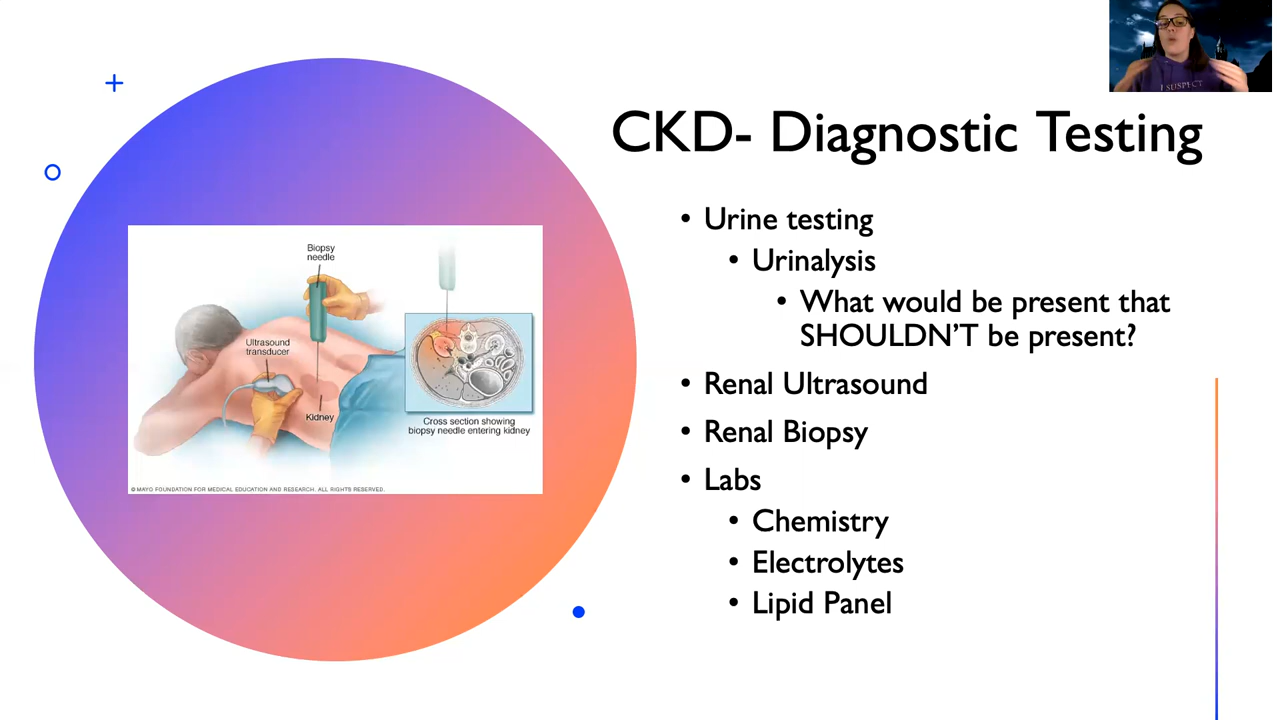 I SUSPECT
CKD- Diagnostic Testing
• Urine testing
• Urinalysis
• What would be present that
SHOULDN'T be present?
• Renal Ultrasound
• Renal Biopsy
• Labs
• Chemistry
• Electrolytes
• Lipid Panel
Biopsy
needle
Ultrasound
transducer
Kidney
Cross section showing
biopsy needle entering kidney
© MAYO FOUNDATION FOR MEDICAL EDUCATION AND RESEARCH. ALL RIGHTS RESERVED.